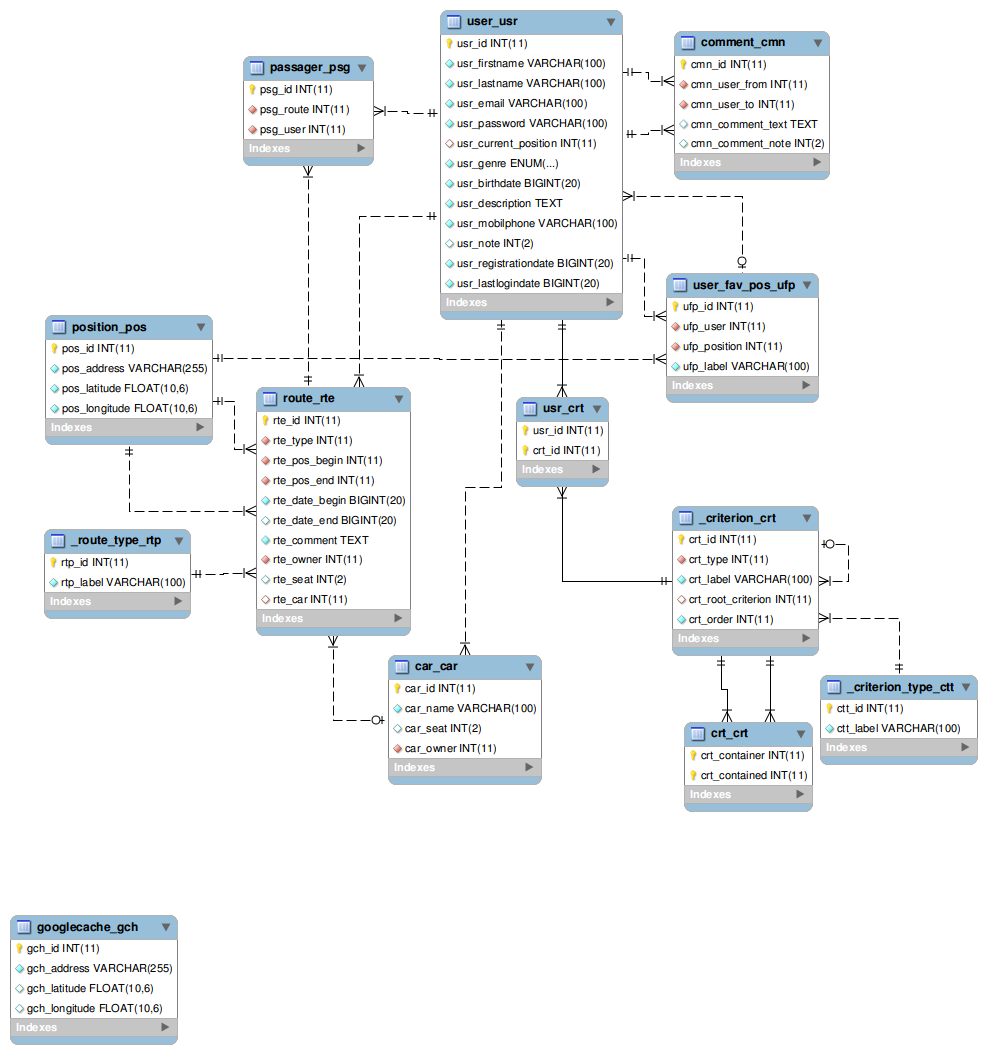 user_usr
usr_id INT(11)
usr_firstname VARCHAR(100)
usr_lastname VARCHAR(100)
usr_email VARCHAR(100)
usr_password VARCHAR(100)
usr_current_position INT(11)
usr_genre ENUM(...)
usr_birthdate BIGINT(20)
usr_description TEXT
usr_mobilphone VARCHAR(100)
usr_note INT(2)
usr_registrationdate BIGINT(20)
usr_lastlogindate BIGINT(20)
Indexes
comment_cmn
cmn_id INT(11)
cmn_user_from INT(11)
cmn_user_to INT(11)
cmn_comment_text TEXT
cmn_comment_note INT(2)
Indexes
passager_psg
psg_id INT(11)
psg_route INT(11)
psg_user INT(11)
Indexes
user_fav_pos_ufp
ufp_id INT(11)
ufp_user INT(11)
ufp_position INT(11)
ufp_label VARCHAR(100)
Indexes
position_pos
pos_id INT(11)
pos_address VARCHAR(255)
pos_latitude FLOAT(10,6)
pos_longitude FLOAT(10,6)
Indexes
route_rte
rte_id INT(11)
rte_type INT(11)
rte_pos_begin INT(11)
rte_pos_end INT(11)
rte_date_begin BIGINT(20)
rte_date_end BIGINT(20)
rte_comment TEXT
rte_owner INT(11)
rte_seat INT(2)
rte_car INT(11)
Indexes
usr_crt
usr_id INT(11)
crt_id INT(11)
Indexes
_route_type_rtp
rtp_id INT(11)
rtp_label VARCHAR(100)
Indexes
_criterion_crt
crt_id INT(11)
crt_type INT(11)
crt_label VARCHAR(100)
crt_root_criterion INT(11)
crt_order INT(11)
Indexes
car_car
car_id INT(11)
car_name VARCHAR(100)
car_seat INT(2)
car_owner INT(11)
Indexes
_criterion_type_ctt
ctt_id INT(11)
ctt_label VARCHAR(100)
Indexes
crt_crt
crt_container INT(11)
crt_contained INT(11)
Indexes
googlecache_gch
gch_id INT(11)
gch_address VARCHAR(255)
gch_latitude FLOAT(10,6)
gch_longitude FLOAT(10,6)
Indexes